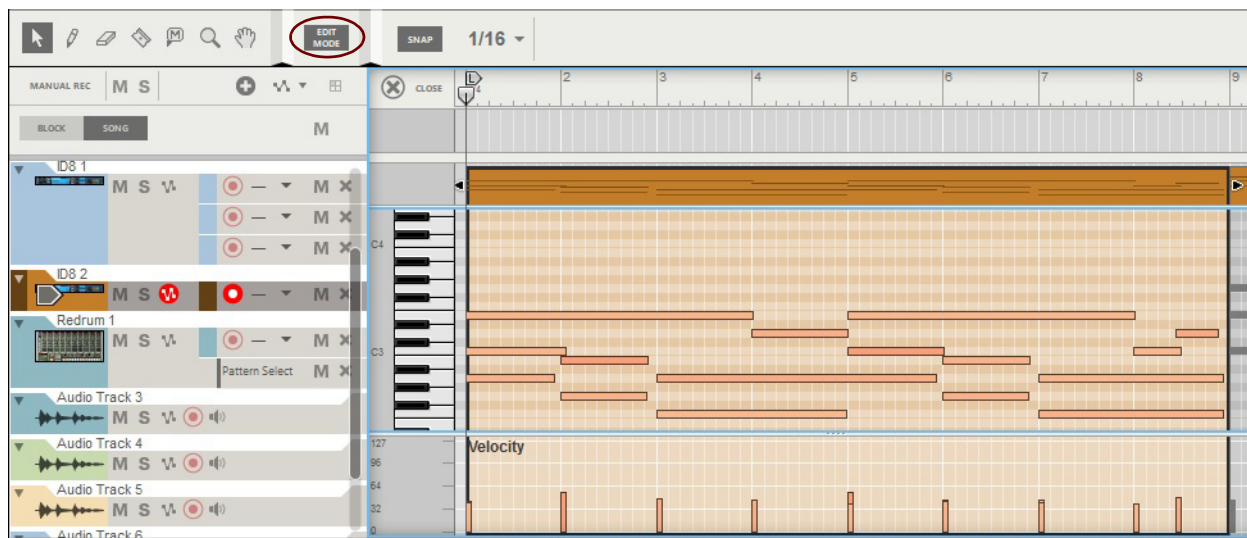 EDIT
MODE
SNAP
1/16
M
MANUAL REC M S
CLOSE
L
4
2 3 4 5 6 7 8 9
BLOCK SONG M
ID8 1
M S M
M
M
C4
ID8 2
M S M
Redrum 1
M S M
Pattern Select M
C3
Audio Track 3
M S
Audio Track 4
M S
Audio Track 5
M S
Audio Track 6
127
96
64
32
0
Velocity